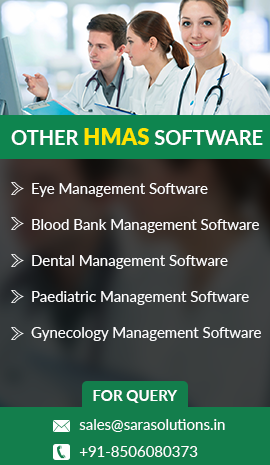 OTHER HMAS SOFTWARE
Eye Management Software
Blood Bank Management Software
Dental Management Software
Paediatric Management Software
Gynecology Management Software
FOR QUERY
sales@sarasolutions.in
+91-8506080373